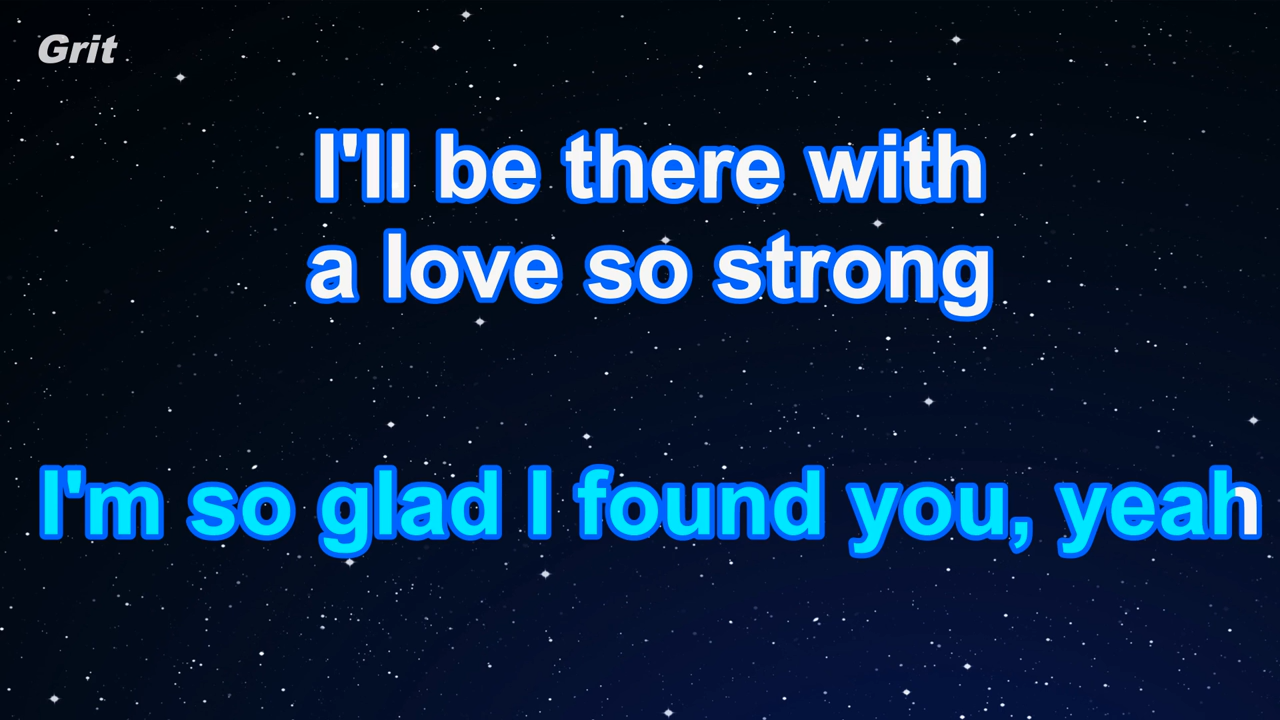 Grit
I'll be there with
a love so strong
I'm so glad I found you, yeah